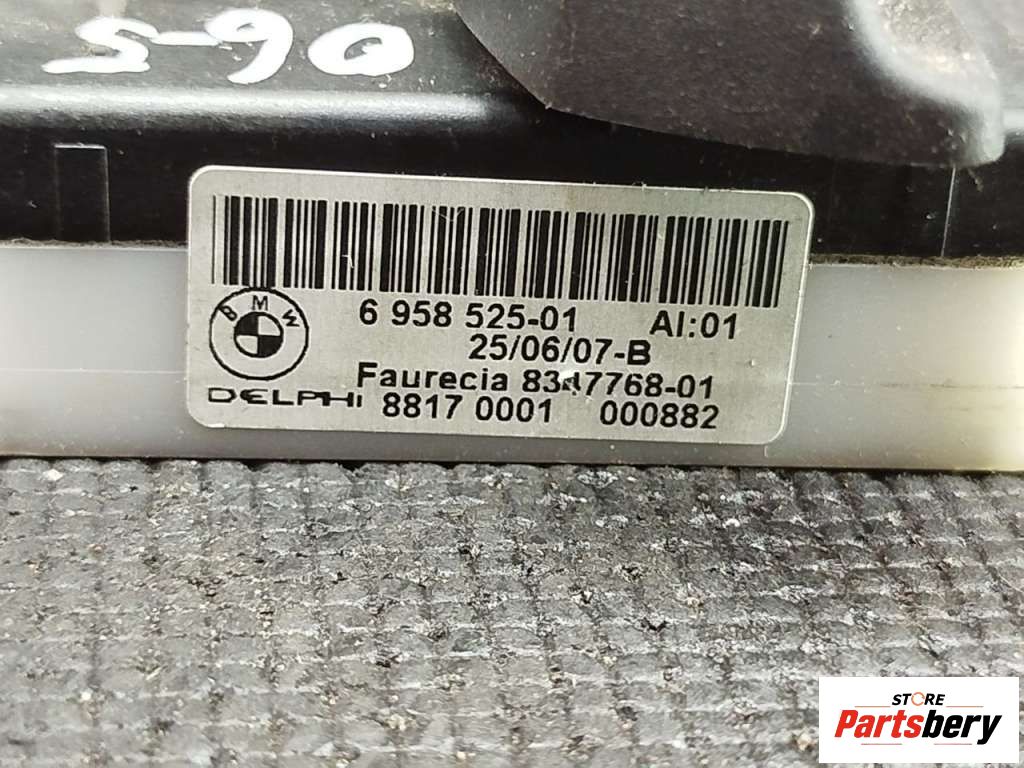 5-90
BMW
6 958 525-01 AI:01
25/06/07-B
Faurecia 8347768-01
DELPHI 8817 0001 000882
STORE
Partsbery